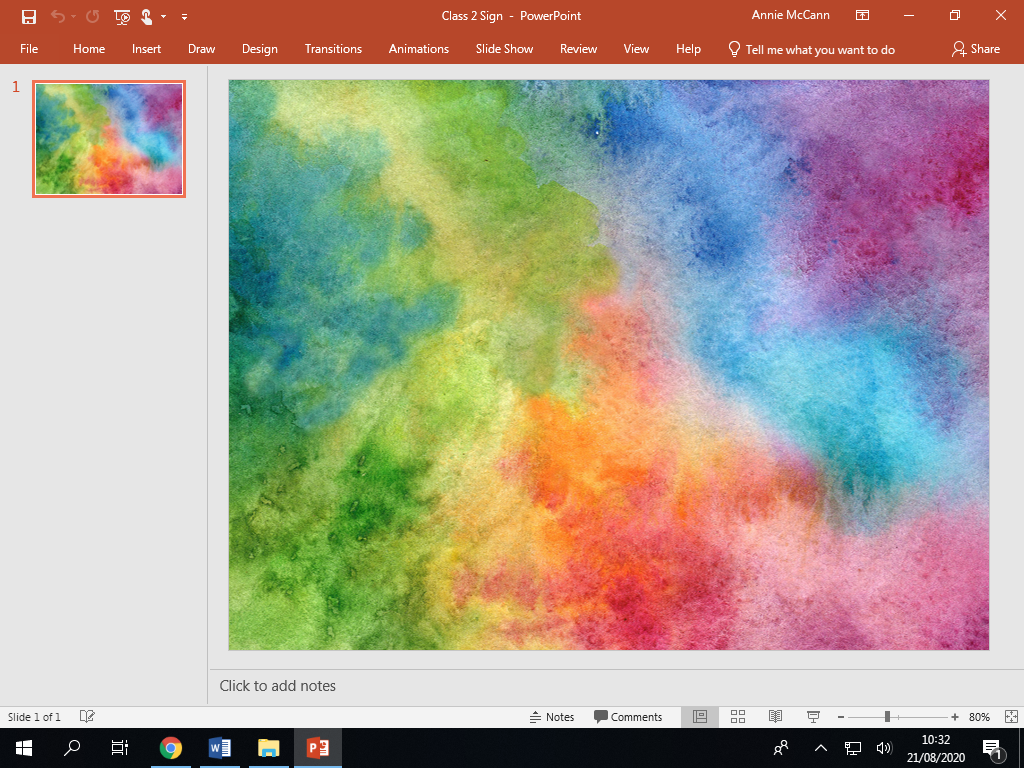 Class 2 Sign - PowerPoint
Annie McCann
File Home Insert Draw Design Transitions Animations Slide Show Review View Help Tell me what you want to do Share
1
Click to add notes
Slide 1 of 1 Notes Comments 80%
10:32
21/08/2020
1